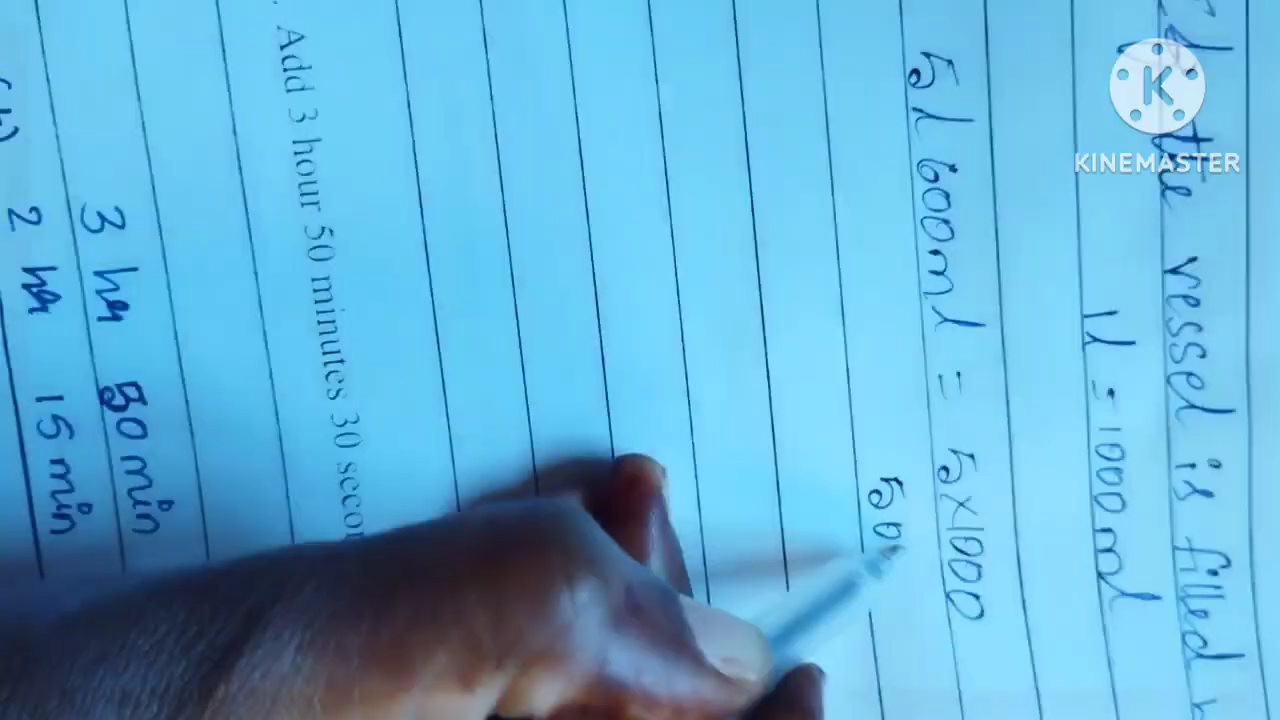 KINEMASTER
the vessel is filled
1l = 1000ml
5l 600ml = 5×1000
500
Add 3 hour 50 minutes 30
3 hr 50 min
2 hr 15 min